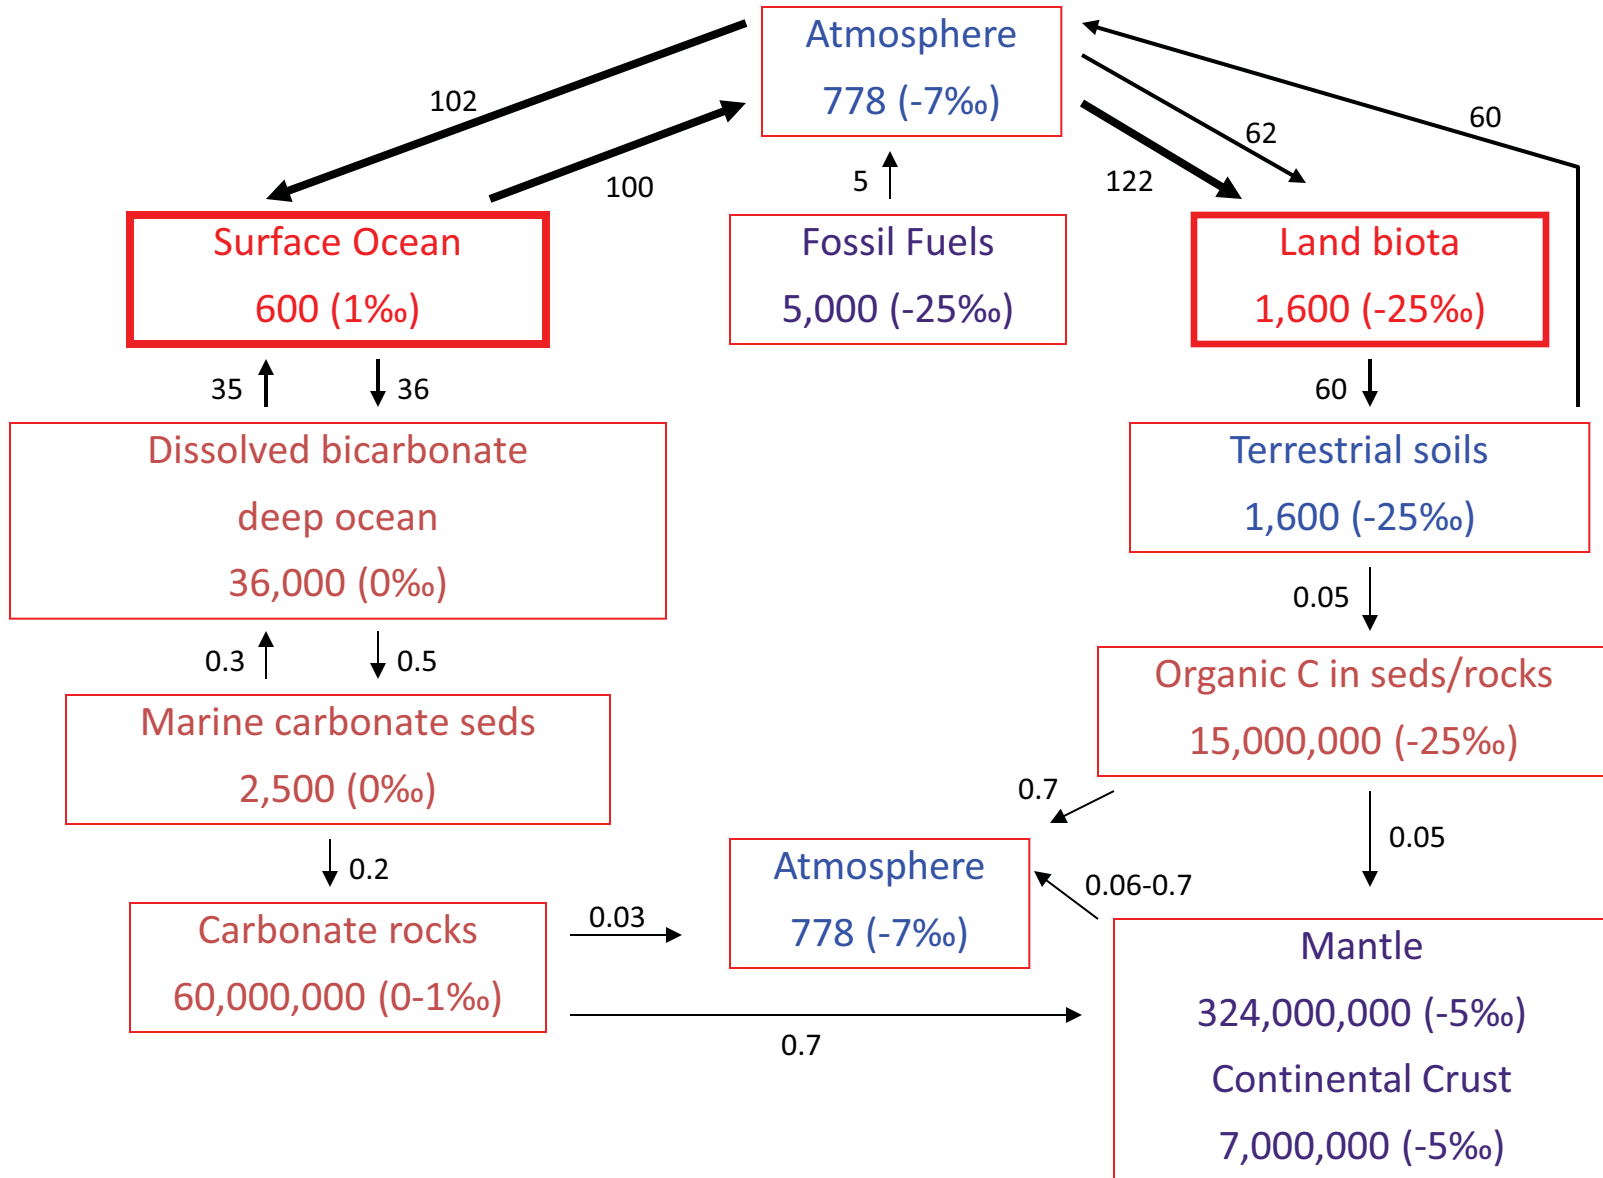 Atmosphere
778 (-7‰)
102
100
5
62
122
60
Surface Ocean
600 (1‰)
Fossil Fuels
5,000 (-25‰)
Land biota
1,600 (-25‰)
35
36
60
Dissolved bicarbonate
deep ocean
36,000 (0‰)
Terrestrial soils
1,600 (-25‰)
0.3
0.5
0.05
Marine carbonate seds
2,500 (0‰)
Organic C in seds/rocks
15,000,000 (-25‰)
0.2
0.7
0.05
Atmosphere
778 (-7‰)
0.06-0.7
Carbonate rocks
60,000,000 (0-1‰)
0.03
0.7
Mantle
324,000,000 (-5‰)
Continental Crust
7,000,000 (-5‰)